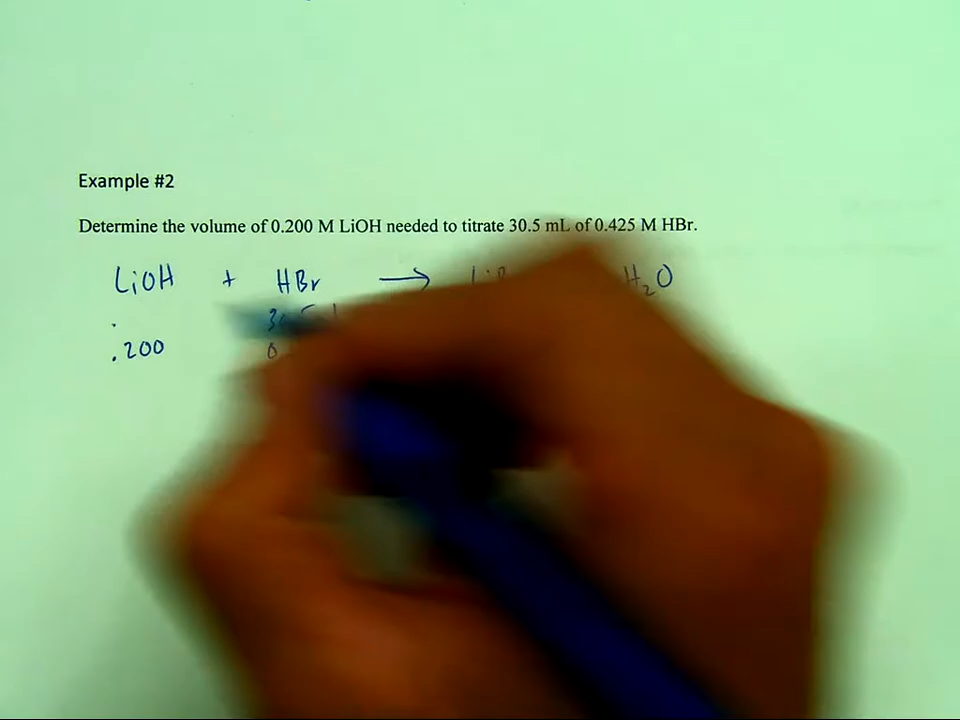 Example #2
Determine the volume of 0.200 M LiOH needed to titrate 30.5 mL of 0.425 M HBr.
LiOH + HBr → H₂O
.200